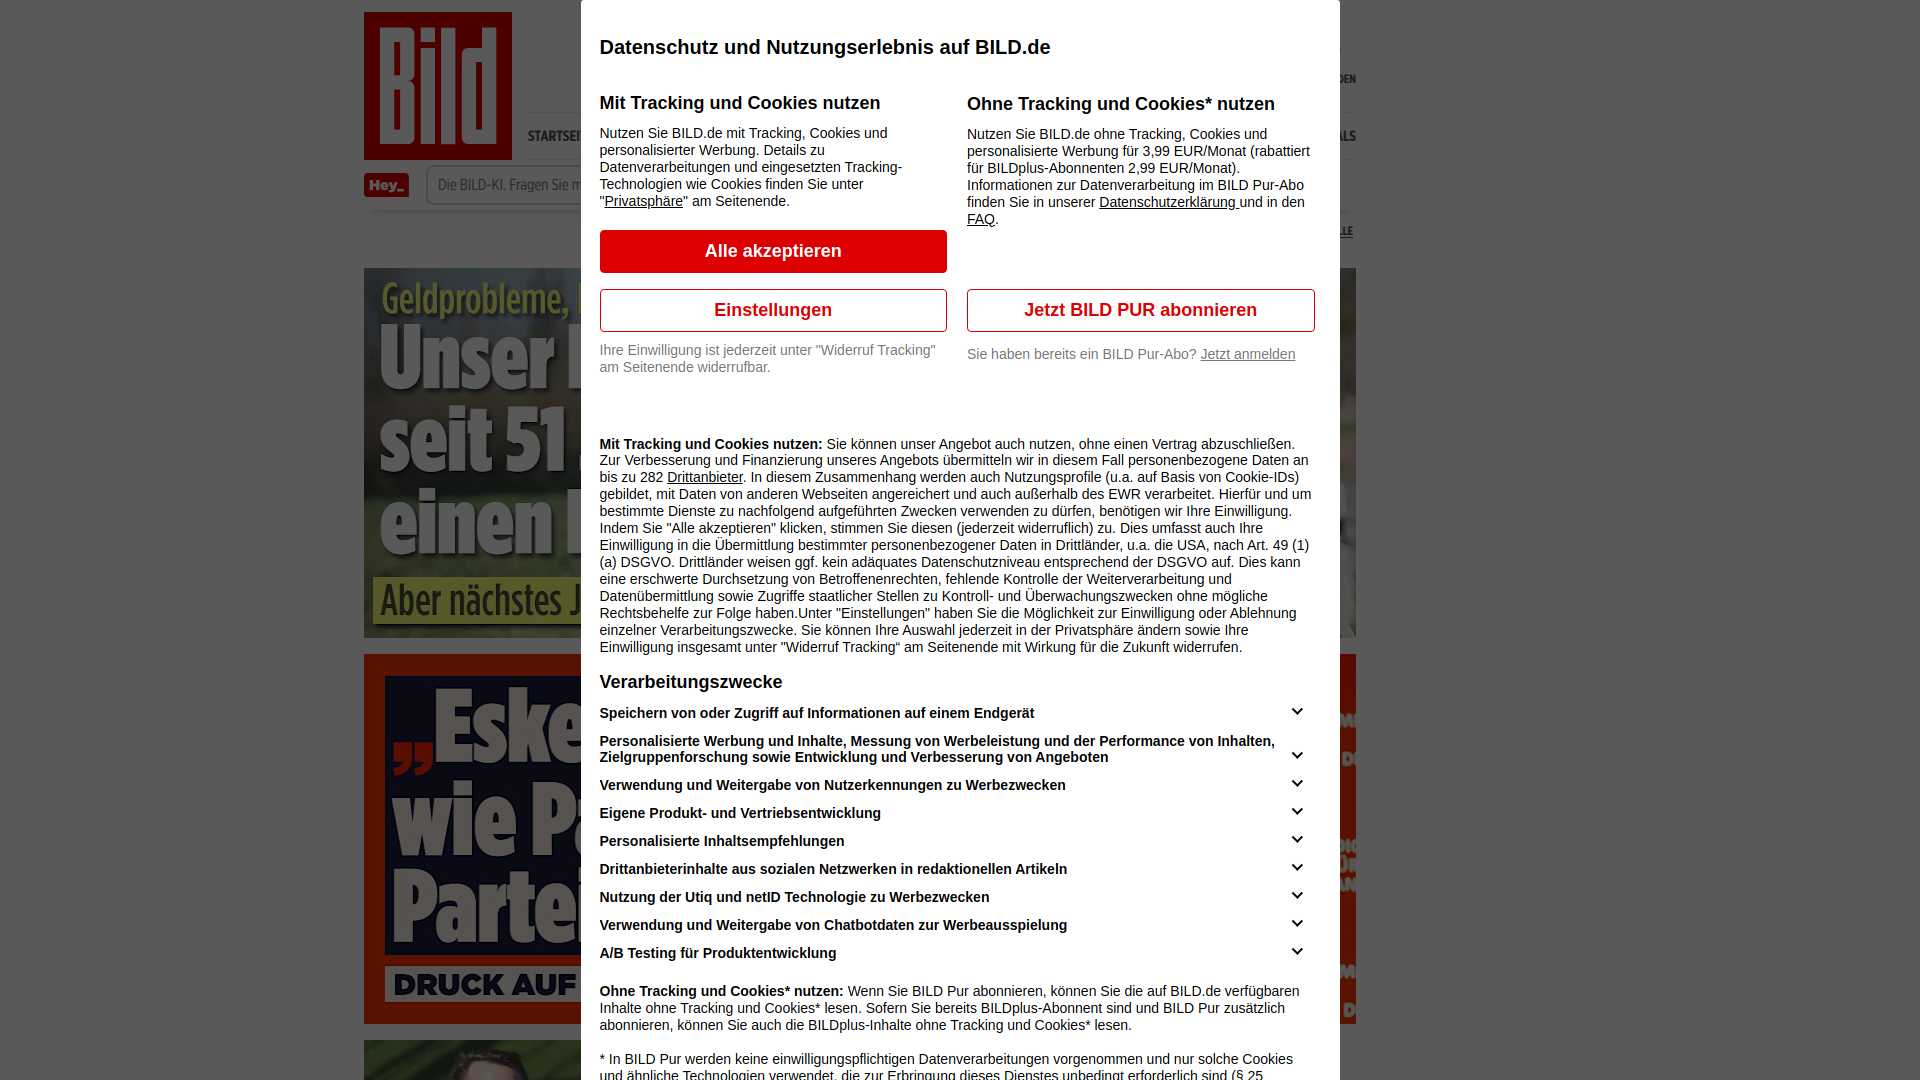 Bild
STARTSEI
Hey_
Die BILD-KI. Fragen Sie m
Geldprobleme,
Unser
seit 51
einen
Aber nächstes J
„Eske
wie Pa
Partei
DRUCK AUF
Datenschutz und Nutzungserlebnis auf BILD.de
Mit Tracking und Cookies nutzen
Nutzen Sie BILD.de mit Tracking, Cookies und
personalisierter Werbung. Details zu
Datenverarbeitungen und eingesetzten Tracking-
Technologien wie Cookies finden Sie unter
"Privatsphäre" am Seitenende.
Alle akzeptieren
Einstellungen
Ihre Einwilligung ist jederzeit unter "Widerruf Tracking"
am Seitenende widerrufbar.
Ohne Tracking und Cookies* nutzen
Nutzen Sie BILD.de ohne Tracking, Cookies und
personalisierte Werbung für 3,99 EUR/Monat (rabattiert
für BILDplus-Abonnenten 2,99 EUR/Monat).
Informationen zur Datenverarbeitung im BILD Pur-Abo
finden Sie in unserer Datenschutzerklärung und in den
FAQ.
Jetzt BILD PUR abonnieren
Sie haben bereits ein BILD Pur-Abo? Jetzt anmelden
Mit Tracking und Cookies nutzen: Sie können unser Angebot auch nutzen, ohne einen Vertrag abzuschließen.
Zur Verbesserung und Finanzierung unseres Angebots übermitteln wir in diesem Fall personenbezogene Daten an
bis zu 282 Drittanbieter. In diesem Zusammenhang werden auch Nutzungsprofile (u.a. auf Basis von Cookie-IDs)
gebildet, mit Daten von anderen Webseiten angereichert und auch außerhalb des EWR verarbeitet. Hierfür und um
bestimmte Dienste zu nachfolgend aufgeführten Zwecken verwenden zu dürfen, benötigen wir Ihre Einwilligung.
Indem Sie "Alle akzeptieren" klicken, stimmen Sie diesen (jederzeit widerruflich) zu. Dies umfasst auch Ihre
Einwilligung in die Übermittlung bestimmter personenbezogener Daten in Drittländer, u.a. die USA, nach Art. 49 (1)
(a) DSGVO. Drittländer weisen ggf. kein adäquates Datenschutzniveau entsprechend der DSGVO auf. Dies kann
eine erschwerte Durchsetzung von Betroffenenrechten, fehlende Kontrolle der Weiterverarbeitung und
Datenübermittlung sowie Zugriffe staatlicher Stellen zu Kontroll- und Überwachungszwecken ohne mögliche
Rechtsbehelfe zur Folge haben.Unter "Einstellungen" haben Sie die Möglichkeit zur Einwilligung oder Ablehnung
einzelner Verarbeitungszwecke. Sie können Ihre Auswahl jederzeit in der Privatsphäre ändern sowie Ihre
Einwilligung insgesamt unter "Widerruf Tracking“ am Seitenende mit Wirkung für die Zukunft widerrufen.
Verarbeitungszwecke
Speichern von oder Zugriff auf Informationen auf einem Endgerät
Personalisierte Werbung und Inhalte, Messung von Werbeleistung und der Performance von Inhalten,
Zielgruppenforschung sowie Entwicklung und Verbesserung von Angeboten
Verwendung und Weitergabe von Nutzerkennungen zu Werbezwecken
Eigene Produkt- und Vertriebsentwicklung
Personalisierte Inhaltsempfehlungen
Drittanbieterinhalte aus sozialen Netzwerken in redaktionellen Artikeln
Nutzung der Utiq und netID Technologie zu Werbezwecken
Verwendung und Weitergabe von Chatbotdaten zur Werbeausspielung
A/B Testing für Produktentwicklung
Ohne Tracking und Cookies* nutzen: Wenn Sie BILD Pur abonnieren, können Sie die auf BILD.de verfügbaren
Inhalte ohne Tracking und Cookies* lesen. Sofern Sie bereits BILDplus-Abonnent sind und BILD Pur zusätzlich
abonnieren, können Sie auch die BILDplus-Inhalte ohne Tracking und Cookies* lesen.
* In BILD Pur werden keine einwilligungspflichtigen Datenverarbeitungen vorgenommen und nur solche Cookies
und ähnliche Technologien verwendet, die zur Erbringung dieses Dienstes unbedingt erforderlich sind (§ 25